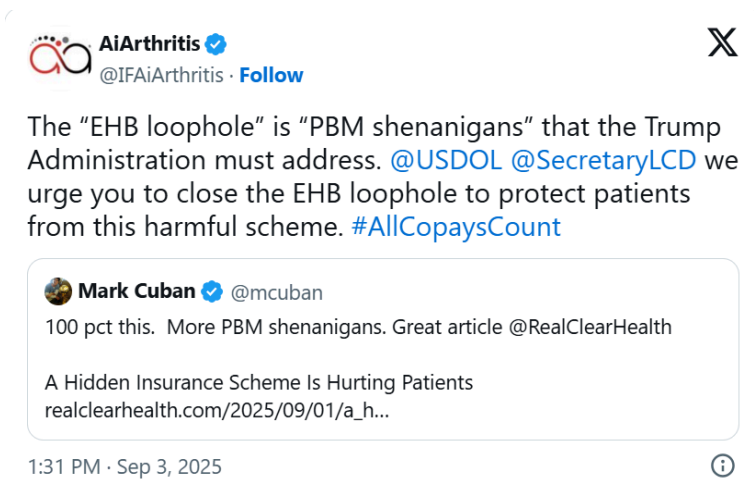 AiArthritis
@IFAiArthritis · Follow
The “EHB loophole” is “PBM shenanigans” that the Trump
Administration must address. @USDOL @SecretaryLCD we
urge you to close the EHB loophole to protect patients
from this harmful scheme. #AllCopaysCount
Mark Cuban @mcuban
100 pct this.  More PBM shenanigans. Great article @RealClearHealth
A Hidden Insurance Scheme Is Hurting Patients
realclearhealth.com/2025/09/01/a_h…
1:31 PM · Sep 3, 2025